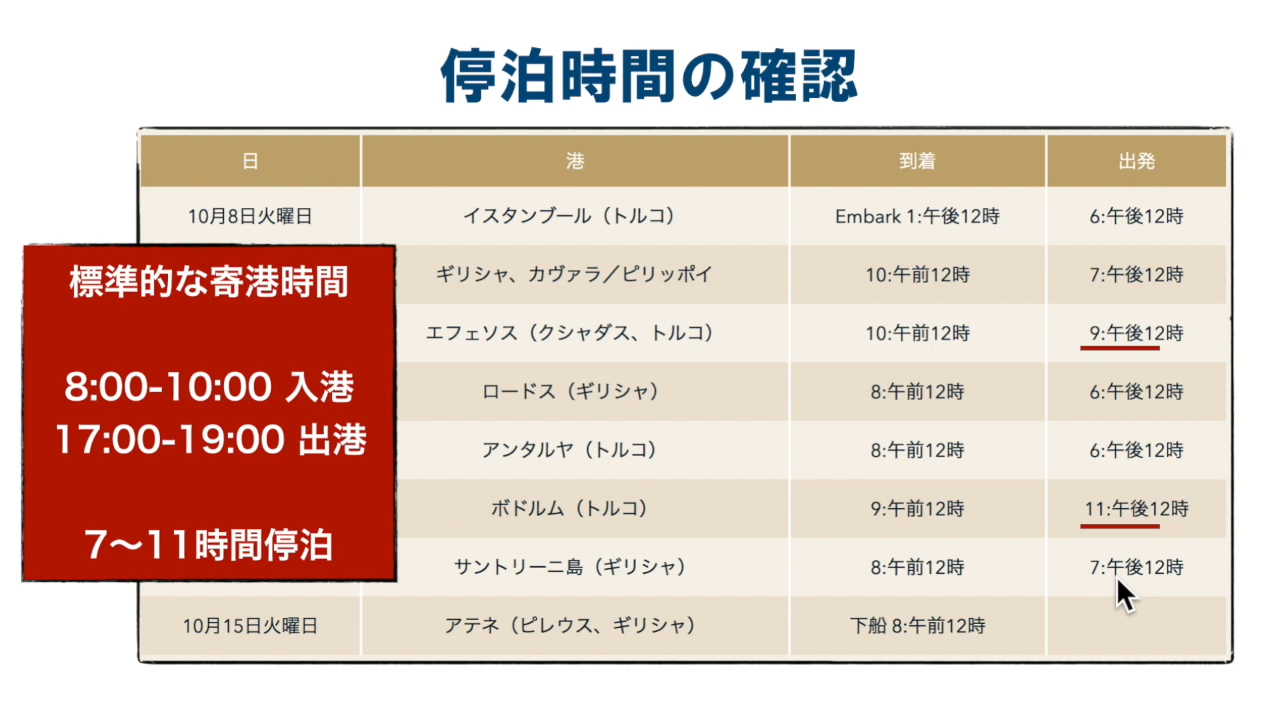 停泊時間の確認
日 港 到着 出発
10月8日火曜日 イスタンブール（トルコ） Embark 1:午後12時 6:午後12時
ギリシャ、カヴァラ／ピリッポイ 10:午前12時 7:午後12時
エフェソス（クシャダス、トルコ） 10:午前12時 9:午後12時
ロードス（ギリシャ） 8:午前12時 6:午後12時
アンタルヤ（トルコ） 8:午前12時 6:午後12時
ボドルム（トルコ） 9:午前12時 11:午後12時
サントリーニ島（ギリシャ） 8:午前12時 7:午後12時
10月15日火曜日 アテネ（ピレウス、ギリシャ） 下船 8:午前12時
標準的な寄港時間
8:00-10:00 入港
17:00-19:00 出港
7〜11時間停泊